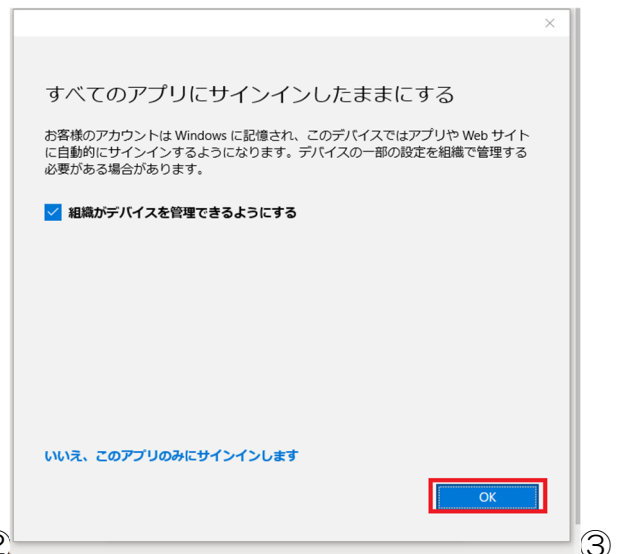 すべてのアプリにサインインしたままにする
お客様のアカウントは Windows に記憶され、このデバイスではアプリや Web サイト
に自動的にサインインするようになります。デバイスの一部の設定を組織で管理する
必要がある場合があります。
組織がデバイスを管理できるようにする
いいえ、このアプリのみにサインインします
OK
③